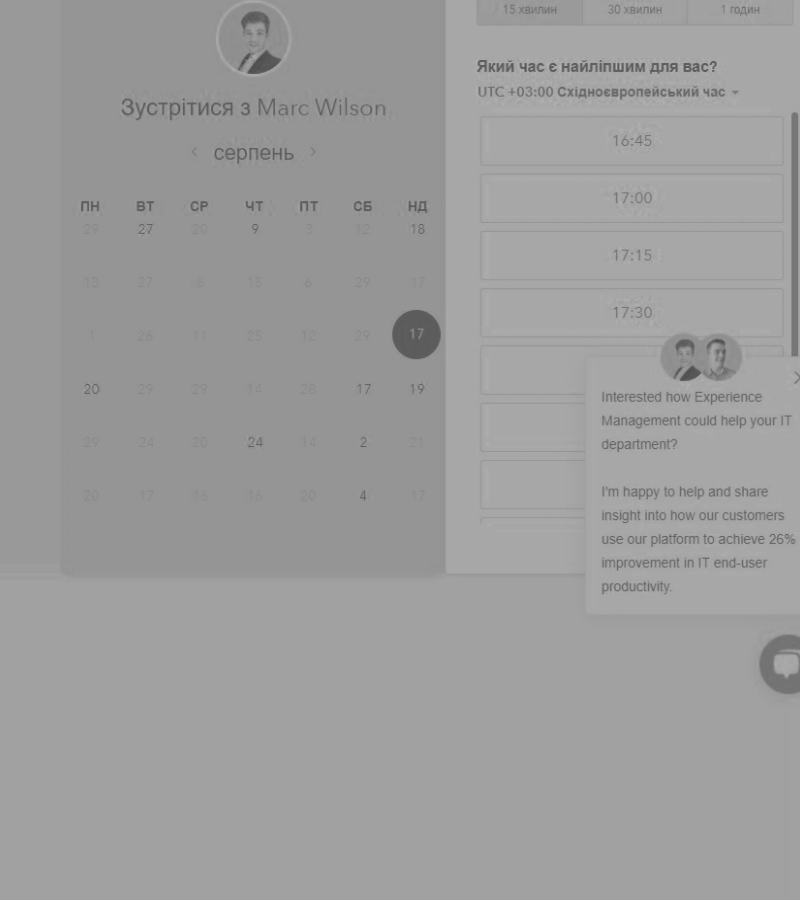 15 хвилин 30 хвилин 1 годин
Зустрітися з Marc Wilson
серпень
ПН ВТ СР ЧТ ПТ СБ НД
29 27 20 9 3 12 18
13 27 6 15 6 29 17
1 26 11 25 12 29 17
20 29 29 14 28 17 19
29 24 20 24 14 2 21
20 17 16 16 20 4 17
Який час є найліпшим для вас?
UTC +03:00 Східноєвропейський час
16:45
17:00
17:15
17:30
Interested how Experience
Management could help your IT
department?
I'm happy to help and share
insight into how our customers
use our platform to achieve 26%
improvement in IT end-user
productivity.